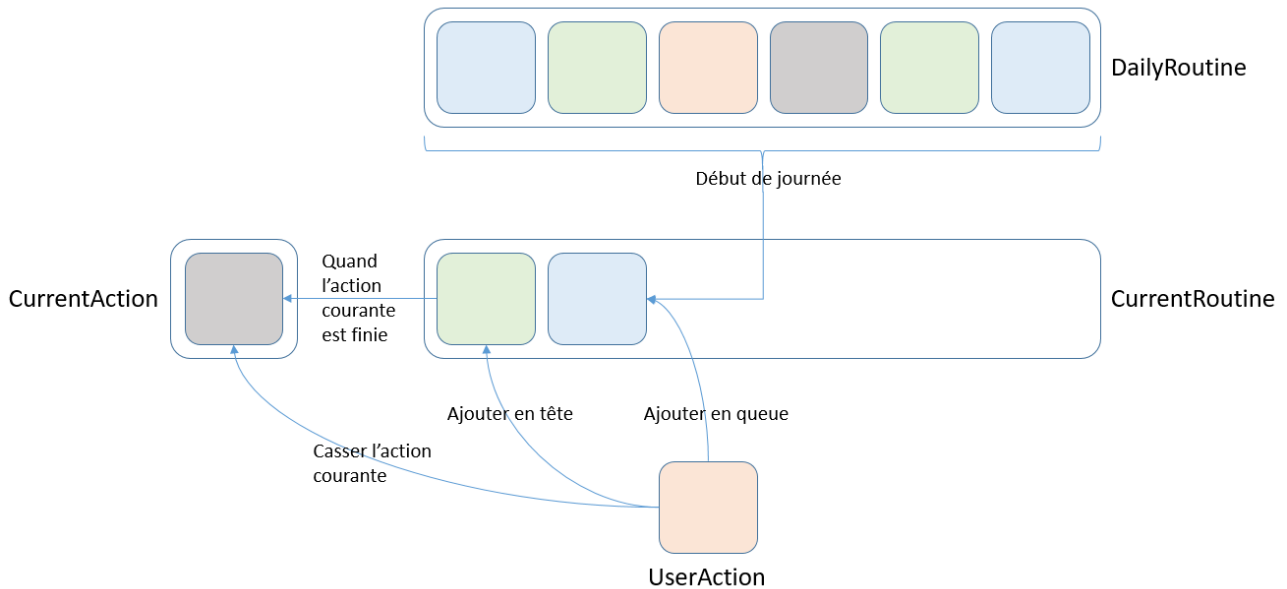 DailyRoutine
Début de journée
Quand
l'action
courante
est finie
CurrentAction
CurrentRoutine
Ajouter en tête
Ajouter en queue
Casser l'action
courante
UserAction